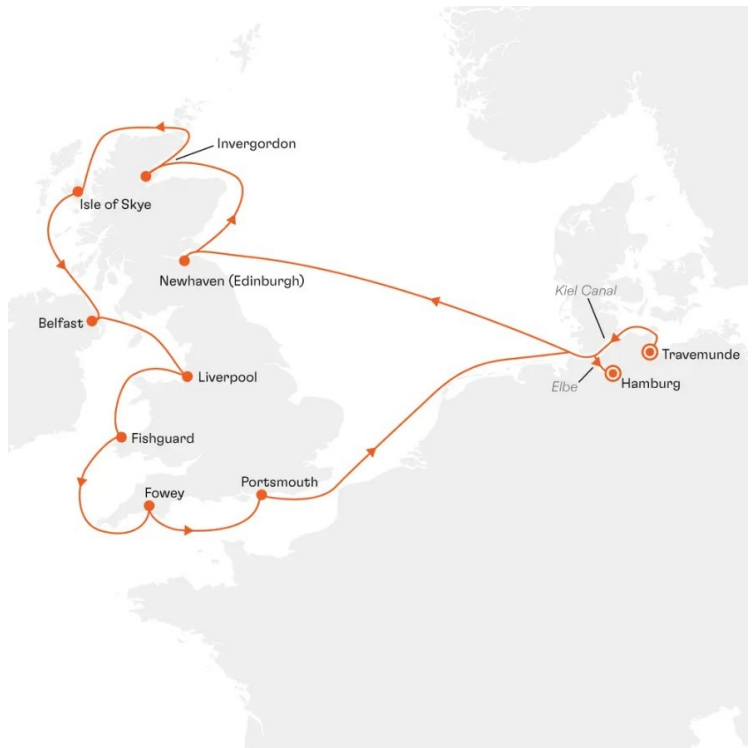 Invergordon
Isle of Skye
Newhaven (Edinburgh)
Kiel Canal
Belfast
Travemunde
Liverpool
Elbe
Hamburg
Fishguard
Portsmouth
Fowey